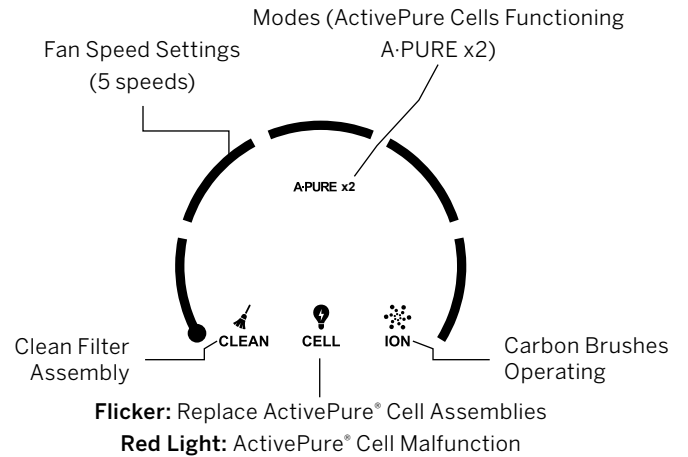 Modes (ActivePure Cells Functioning
A·PURE x2)
Fan Speed Settings
(5 speeds)
A·PURE x2
CLEAN
CELL
ION
Clean Filter
Assembly
Carbon Brushes
Operating
Flicker: Replace ActivePure® Cell Assemblies
Red Light: ActivePure® Cell Malfunction